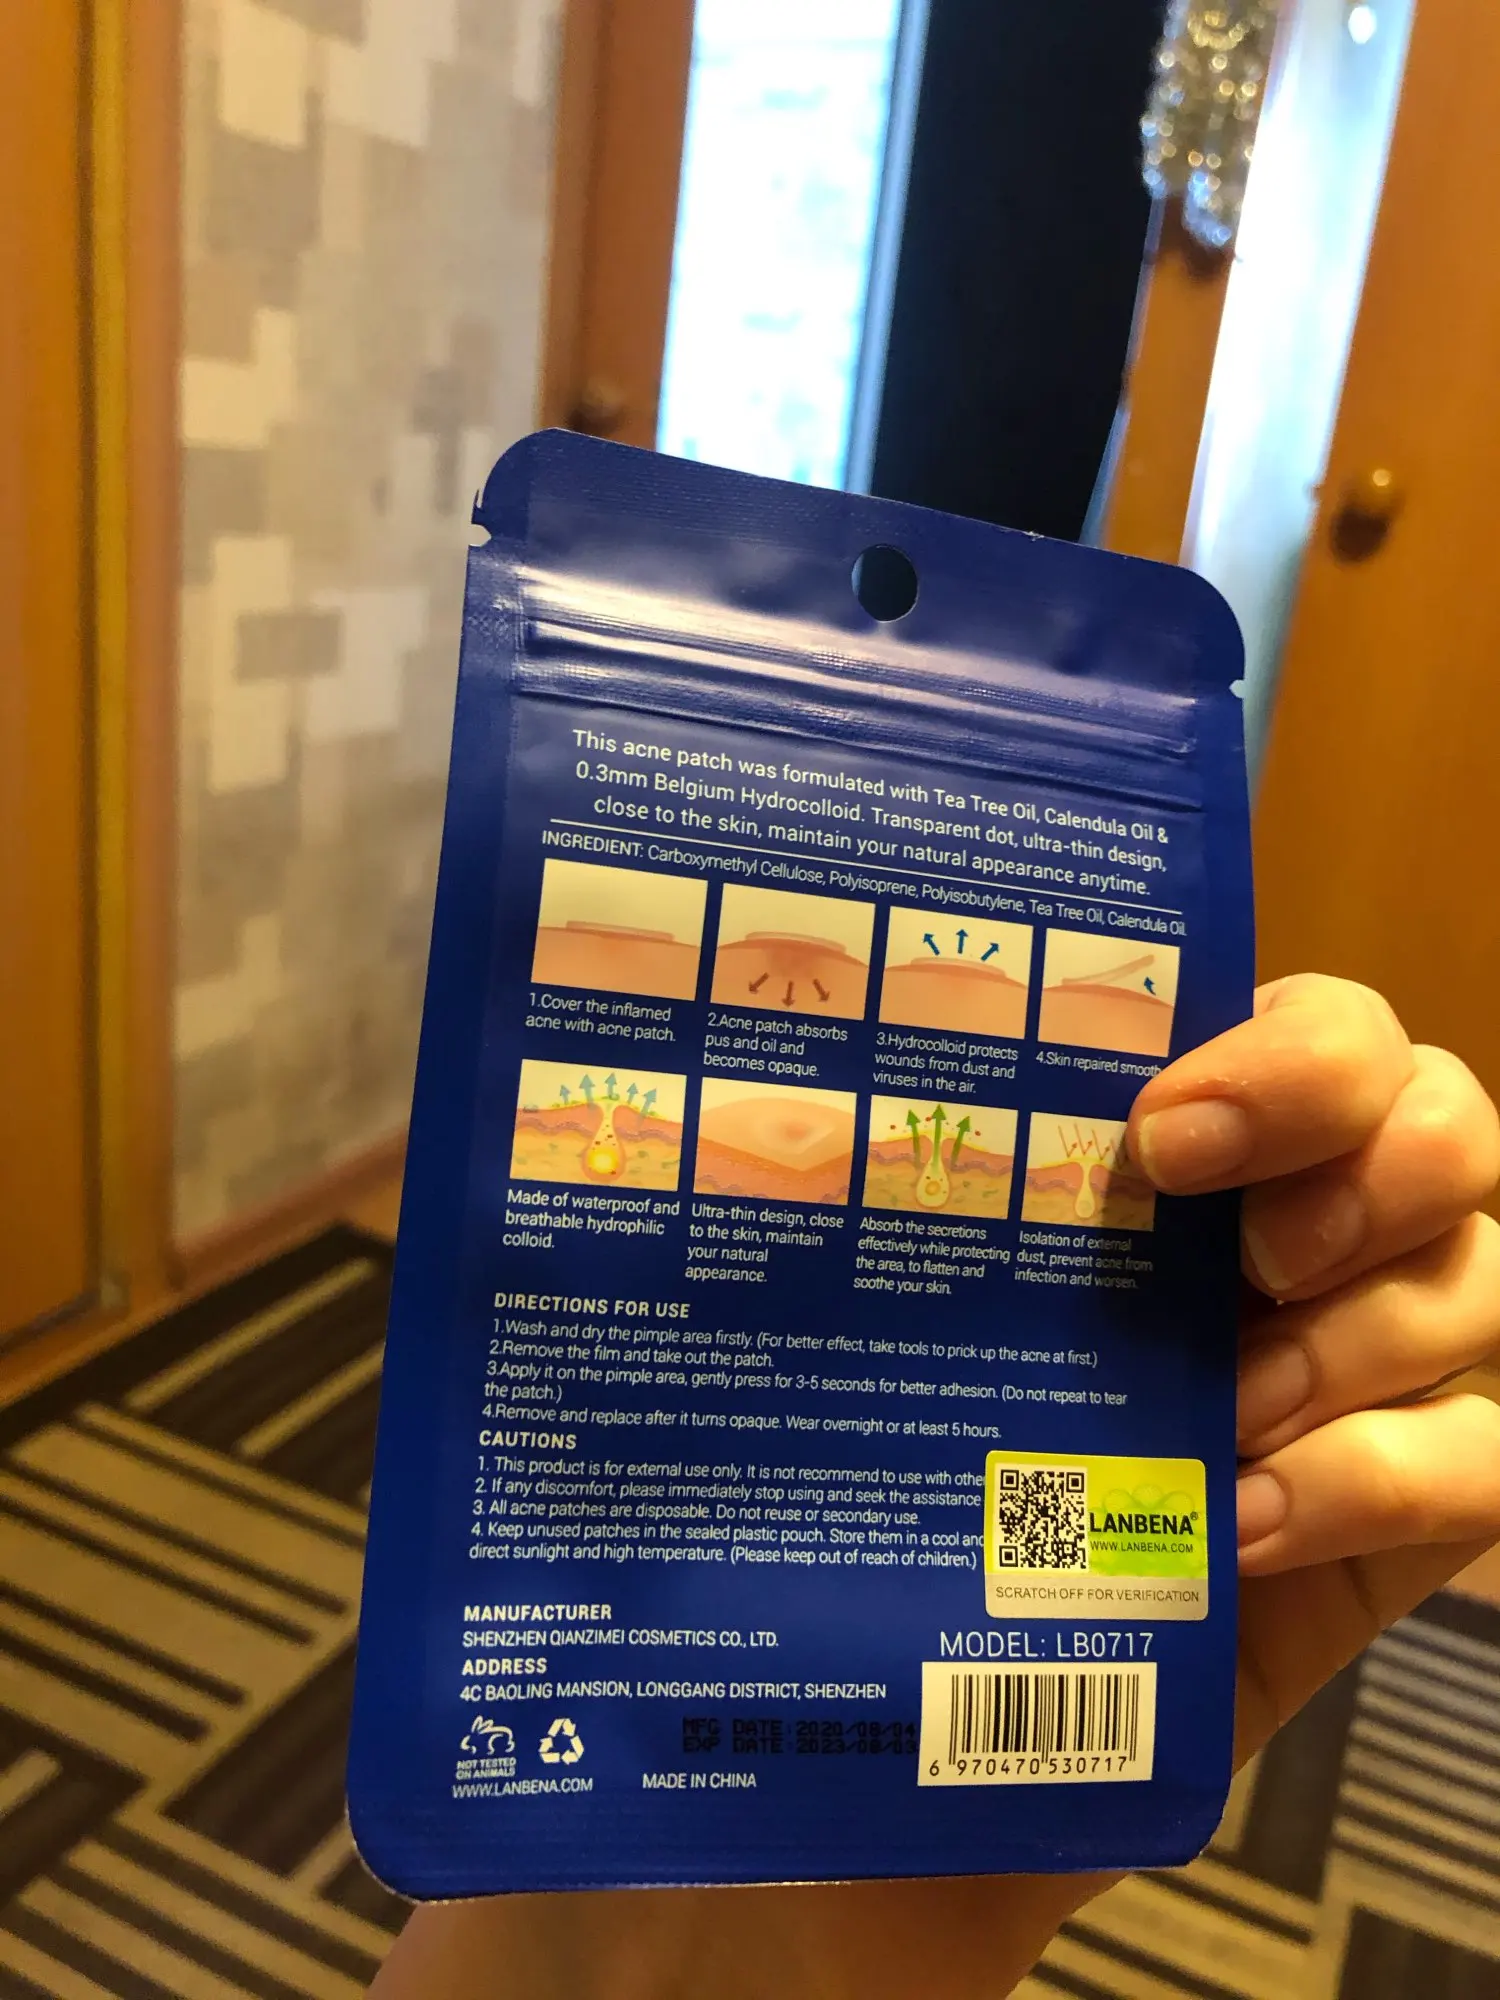 This acne patch was formulated with Tea Tree Oil, Calendula Oil &
0.3mm Belgium Hydrocolloid. Transparent dot, ultra-thin design,
close to the skin, maintain your natural appearance anytime.
INGREDIENT: Carboxymethyl Cellulose, Polyisoprene, Polyisobutylene, Tea Tree Oil, Calendula Oil.
1.Cover the inflamed
acne with acne patch.
2.Acne patch absorbs
pus and oil and
becomes opaque.
3.Hydrocolloid protects
wounds from dust and
viruses in the air.
4.Skin repaired smooth
Made of waterproof and
breathable hydrophilic
colloid.
Ultra-thin design, close
to the skin, maintain
your natural
appearance.
Absorb the secretions
effectively while protecting
the area, to flatten and
soothe your skin.
Isolation of external
dust, prevent acne from
infection and worsen.
DIRECTIONS FOR USE
1.Wash and dry the pimple area firstly. (For better effect, take tools to prick up the acne at first.)
2.Remove the film and take out the patch.
3.Apply it on the pimple area, gently press for 3-5 seconds for better adhesion. (Do not repeat to tear
the patch.)
4.Remove and replace after it turns opaque. Wear overnight or at least 5 hours.
CAUTIONS
1. This product is for external use only. It is not recommend to use with othe
2. If any discomfort, please immediately stop using and seek the assistance
3. All acne patches are disposable. Do not reuse or secondary use.
4. Keep unused patches in the sealed plastic pouch. Store them in a cool and
direct sunlight and high temperature. (Please keep out of reach of children.)
LANBENA®
WWW.LANBENA.COM
SCRATCH OFF FOR VERIFICATION
MANUFACTURER
SHENZHEN QIANZIMEI COSMETICS CO., LTD.
ADDRESS
4C BAOLING MANSION, LONGGANG DISTRICT, SHENZHEN
MODEL: LB0717
6 970470 530717
MFG DATE:2020/08/04
EXP DATE:2023/08/03
NOT TESTED
ON ANIMALS
WWW.LANBENA.COM
MADE IN CHINA